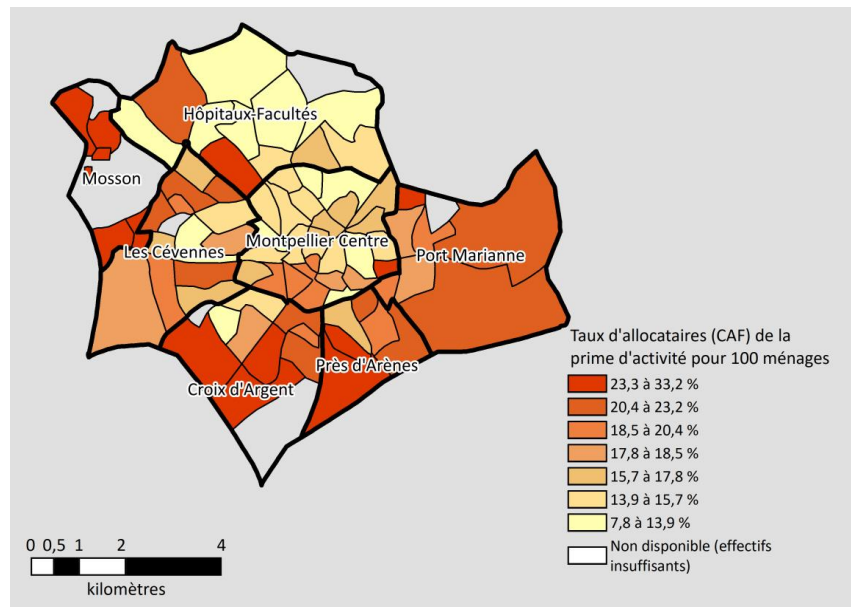 Hôpitaux-Facultés
Mosson
Les Cévennes
Montpellier Centre
Port Marianne
Près d'Arènes
Croix d'Argent
Taux d'allocataires (CAF) de la
prime d'activité pour 100 ménages
23,3 à 33,2 %
20,4 à 23,2 %
18,5 à 20,4 %
17,8 à 18,5 %
15,7 à 17,8 %
13,9 à 15,7 %
7,8 à 13,9 %
Non disponible (effectifs
insuffisants)
0 0,5 1 2 4
kilomètres